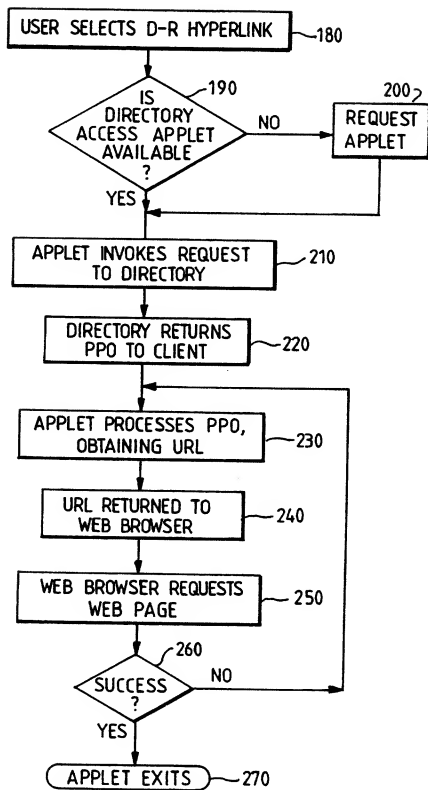 USER SELECTS D-R HYPERLINK
180
190
IS
DIRECTORY
ACCESS APPLET
AVAILABLE
?
NO
200
REQUEST
APPLET
YES
APPLET INVOKES REQUEST
TO DIRECTORY
210
DIRECTORY RETURNS
PPO TO CLIENT
220
APPLET PROCESSES PPO,
OBTAINING URL
230
URL RETURNED TO
WEB BROWSER
240
WEB BROWSER REQUESTS
WEB PAGE
250
260
SUCCESS
?
NO
YES
APPLET EXITS
270